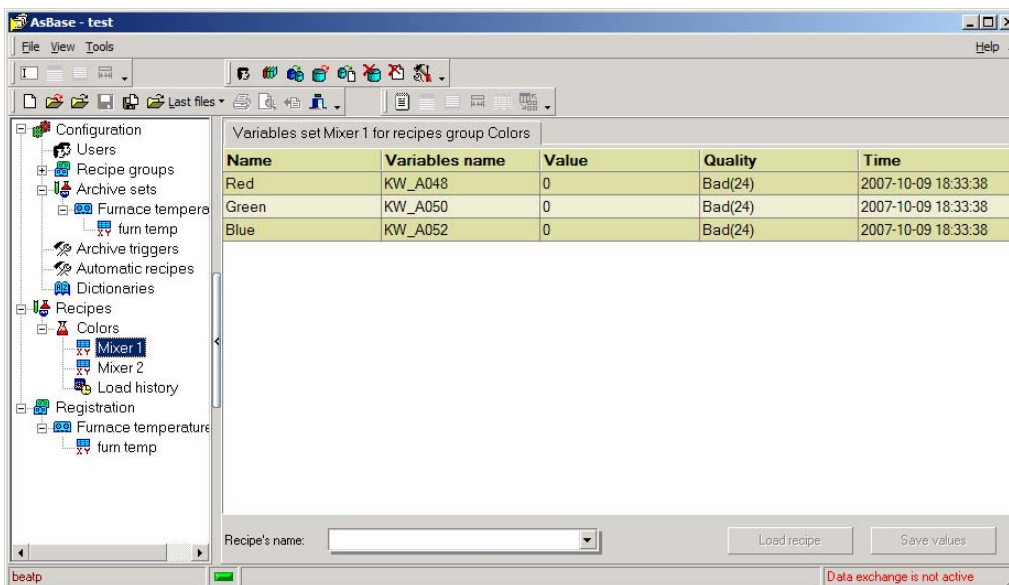 AsBase - test
File View Tools Help
Last files
Configuration
Users
Recipe groups
Archive sets
Furnace tempera
furn temp
Archive triggers
Automatic recipes
Dictionaries
Recipes
Colors
Mixer 1
Mixer 2
Load history
Registration
Furnace temperature
furn temp
Variables set Mixer 1 for recipes group Colors
Name Variables name Value Quality Time
Red KW_A048 0 Bad(24) 2007-10-09 18:33:38
Green KW_A050 0 Bad(24) 2007-10-09 18:33:38
Blue KW_A052 0 Bad(24) 2007-10-09 18:33:38
Recipe's name: Load recipe Save values
beatp Data exchange is not active